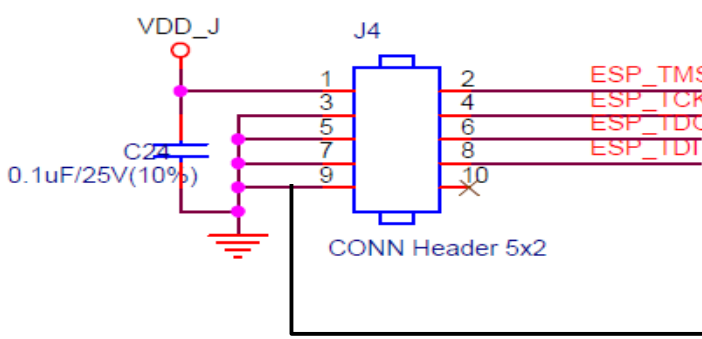 VDD_J
J4
1
2
ESP_TMS
3
4
ESP_TCK
5
6
ESP_TDO
7
8
ESP_TDI
C24
0.1uF/25V(10%)
9
10
CONN Header 5x2